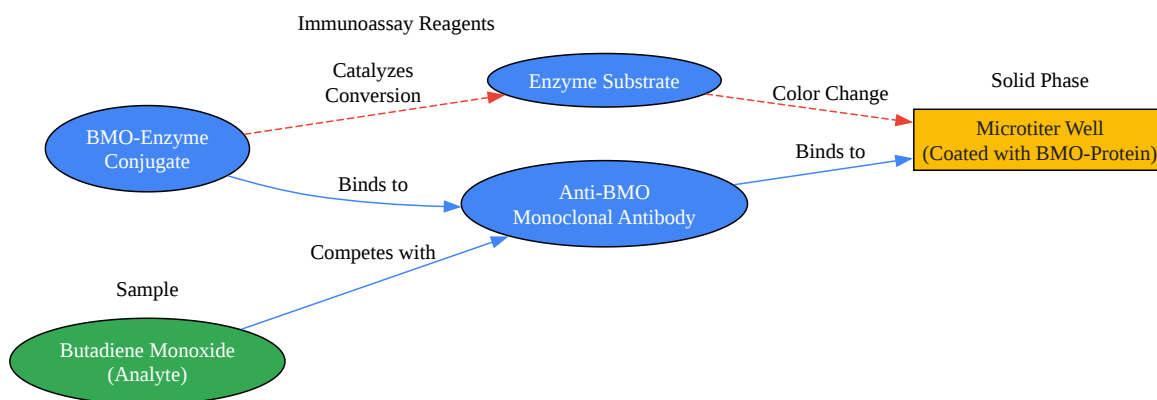 Immunoassay Reagents
Catalyzes
Conversion
Enzyme Substrate
Color Change
Solid Phase
BMO-Enzyme
Conjugate
Microtiter Well
(Coated with BMO-Protein)
Binds to
Binds to
Anti-BMO
Monoclonal Antibody
Competes with
Sample
Butadiene Monoxide
(Analyte)